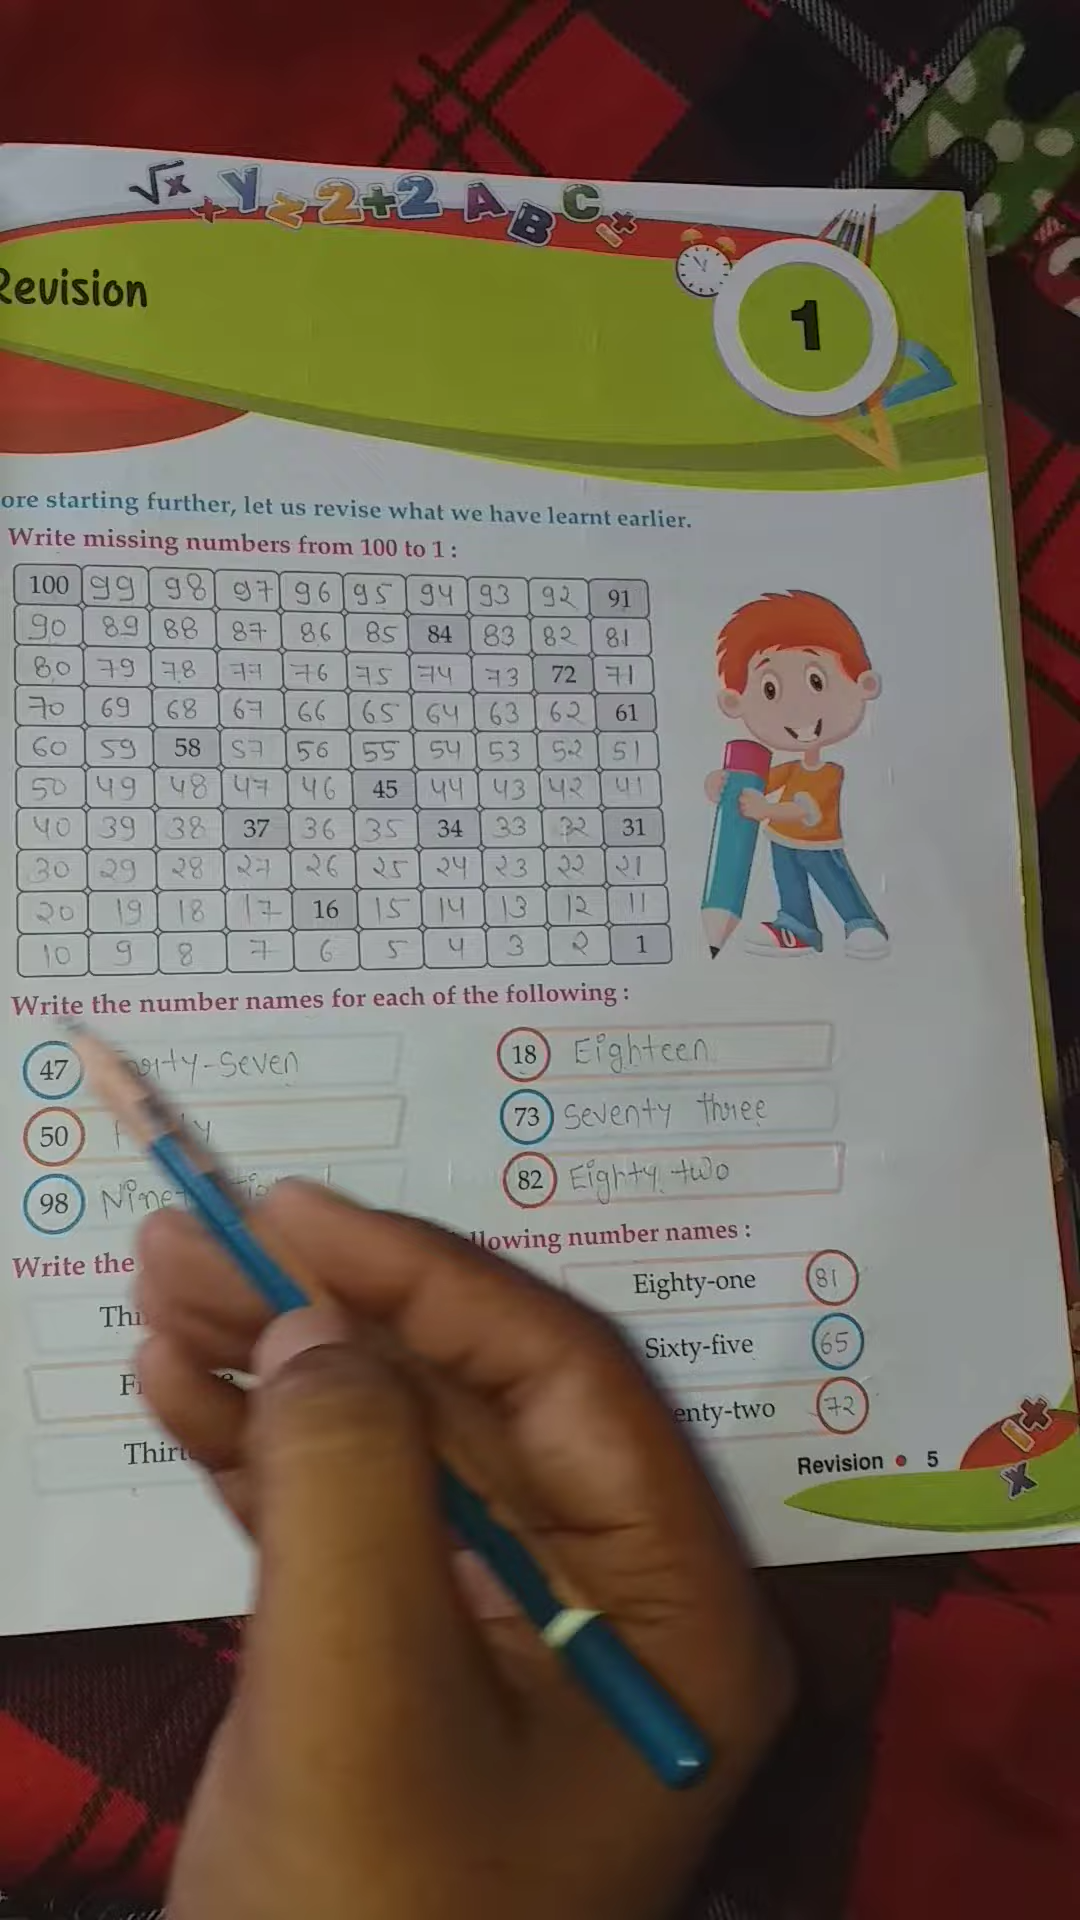 √x + Y Z 2+2 A B C
Revision
1
ore starting further, let us revise what we have learnt earlier.
Write missing numbers from 100 to 1 :
100 99 98 97 96 95 94 93 92 91
90 89 88 87 86 85 84 83 82 81
80 79 78 77 76 75 74 73 72 71
70 69 68 67 66 65 64 63 62 61
60 59 58 57 56 55 54 53 52 51
50 49 48 47 46 45 44 43 42 41
40 39 38 37 36 35 34 33 32 31
30 29 28 27 26 25 24 23 22 21
20 19 18 17 16 15 14 13 12 11
10 9 8 7 6 5 4 3 2 1
Write the number names for each of the following :
47 Forty-Seven 18 Eighteen
50 73 Seventy three
98 82 Eighty two
Write the llowing number names :
Eighty-one 81
Sixty-five 65
enty-two 72
Revision • 5